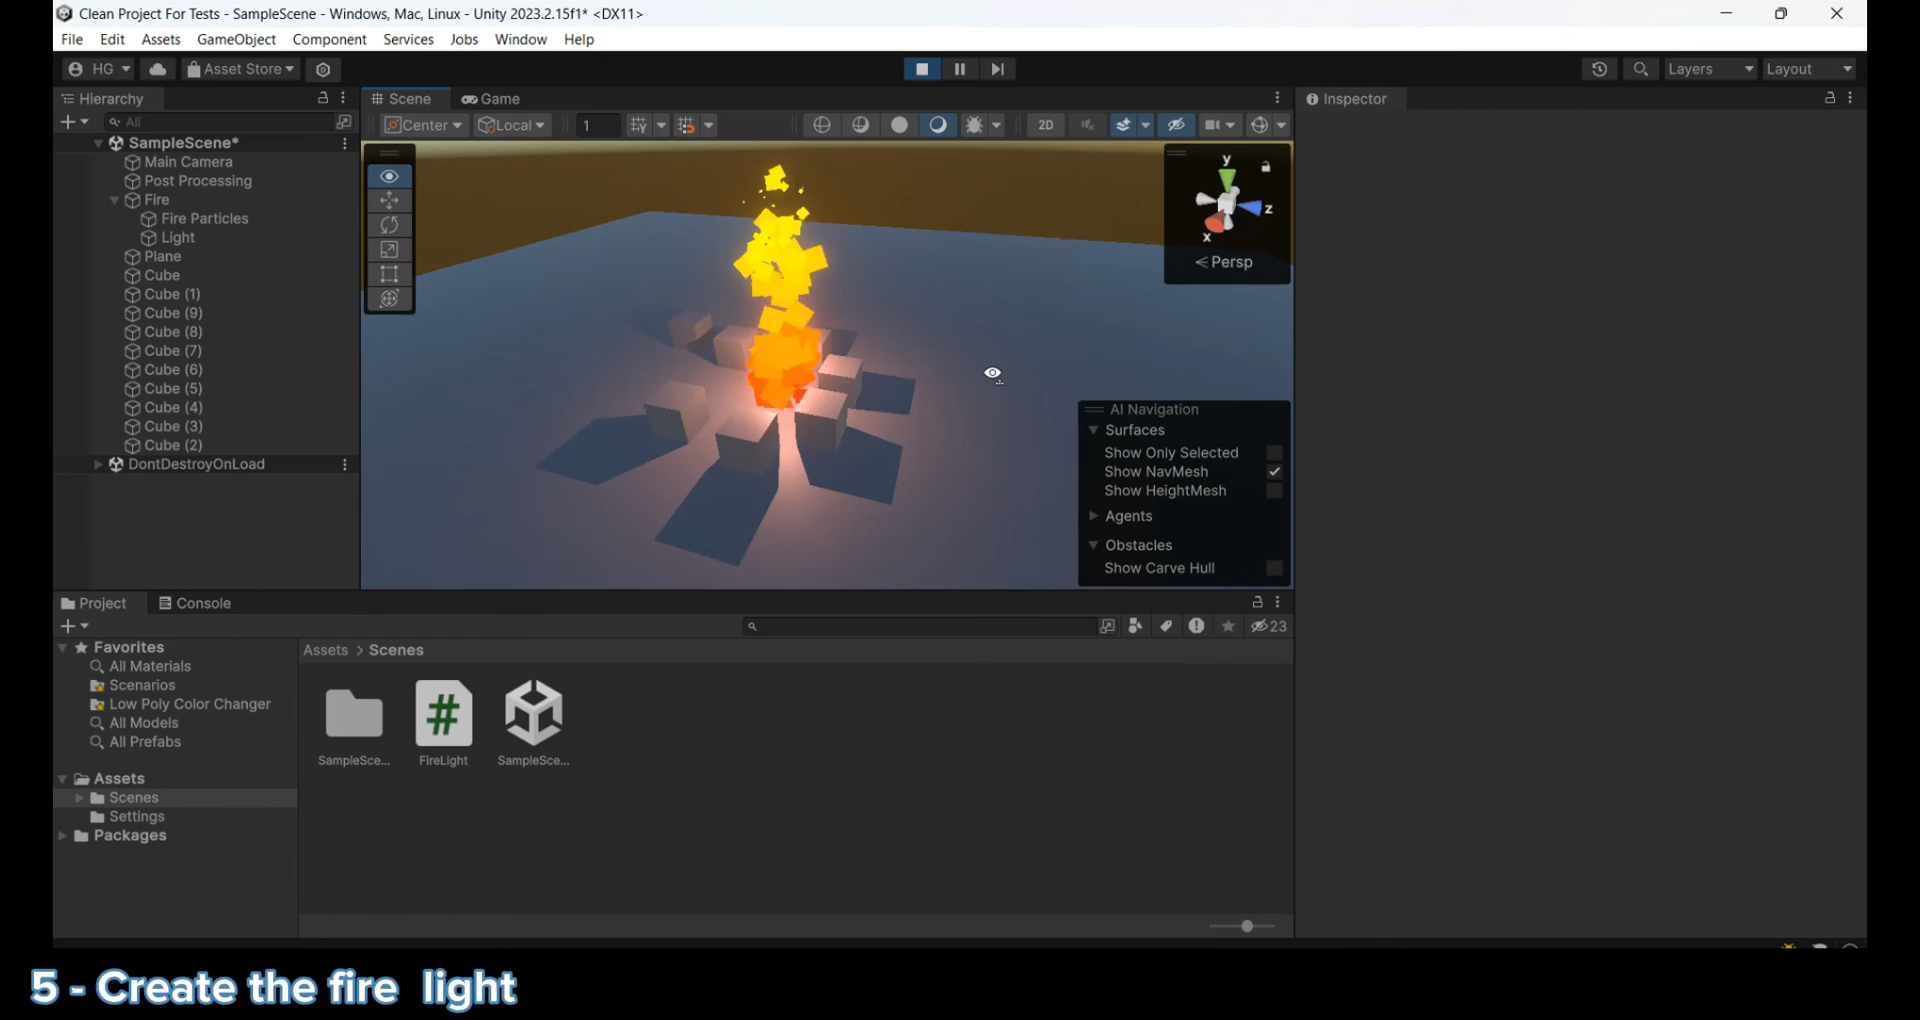 Clean Project For Tests - SampleScene - Windows, Mac, Linux - Unity 2023.2.15f1* <DX11>
File Edit Assets GameObject Component Services Jobs Window Help
HG Asset Store Layers Layout
Hierarchy
All
SampleScene*
Main Camera
Post Processing
Fire
Fire Particles
Light
Plane
Cube
Cube (1)
Cube (9)
Cube (8)
Cube (7)
Cube (6)
Cube (5)
Cube (4)
Cube (3)
Cube (2)
DontDestroyOnLoad
Scene Game
Center Local 1 2D
y
z
x
Persp
AI Navigation
Surfaces
Show Only Selected
Show NavMesh
Show HeightMesh
Agents
Obstacles
Show Carve Hull
Inspector
Project Console
23
Favorites
All Materials
Scenarios
Low Poly Color Changer
All Models
All Prefabs
Assets
Scenes
Settings
Packages
Assets > Scenes
SampleSce... FireLight SampleSce...
5 - Create the fire light